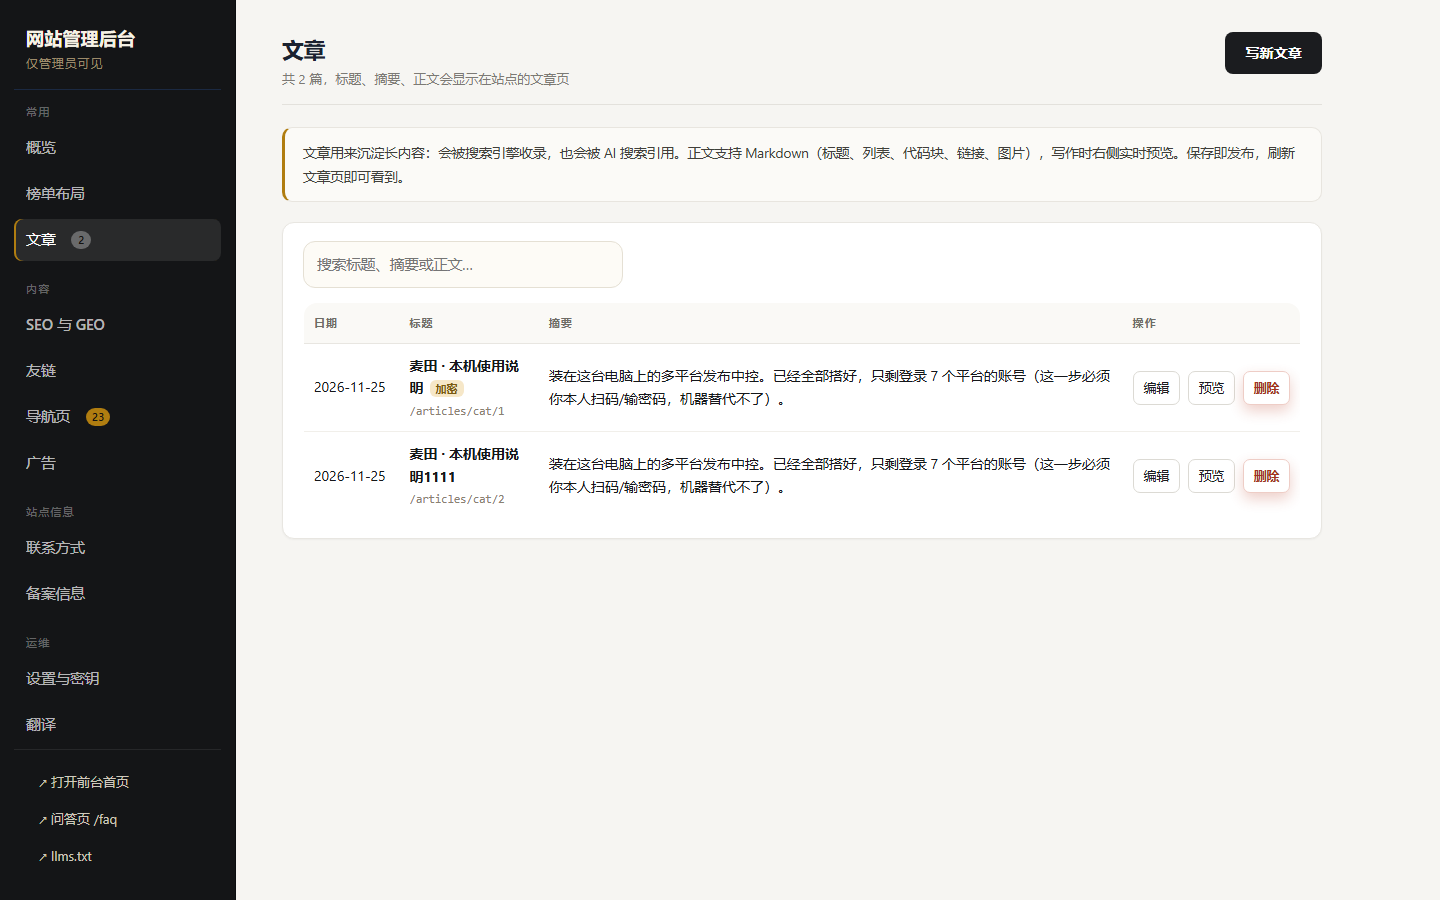 网站管理后台
仅管理员可见
常用
概览
榜单布局
文章 2
内容
SEO 与 GEO
友链
导航页 23
广告
站点信息
联系方式
备案信息
运维
设置与密钥
翻译
↗ 打开前台首页
↗ 问答页 /faq
↗ llms.txt
文章
共 2 篇，标题、摘要、正文会显示在站点的文章页
写新文章
文章用来沉淀长内容：会被搜索引擎收录，也会被 AI 搜索引用。正文支持 Markdown（标题、列表、代码块、链接、图片），写作时右侧实时预览。保存即发布，刷新
文章页即可看到。
搜索标题、摘要或正文...
日期 标题 摘要 操作
2026-11-25
麦田 · 本机使用说
明 加密
/articles/cat/1
装在这台电脑上的多平台发布中控。已经全部搭好，只剩登录 7 个平台的账号（这一步必须
你本人扫码/输密码，机器替代不了）。
编辑 预览 删除
2026-11-25
麦田 · 本机使用说
明1111
/articles/cat/2
装在这台电脑上的多平台发布中控。已经全部搭好，只剩登录 7 个平台的账号（这一步必须
你本人扫码/输密码，机器替代不了）。
编辑 预览 删除